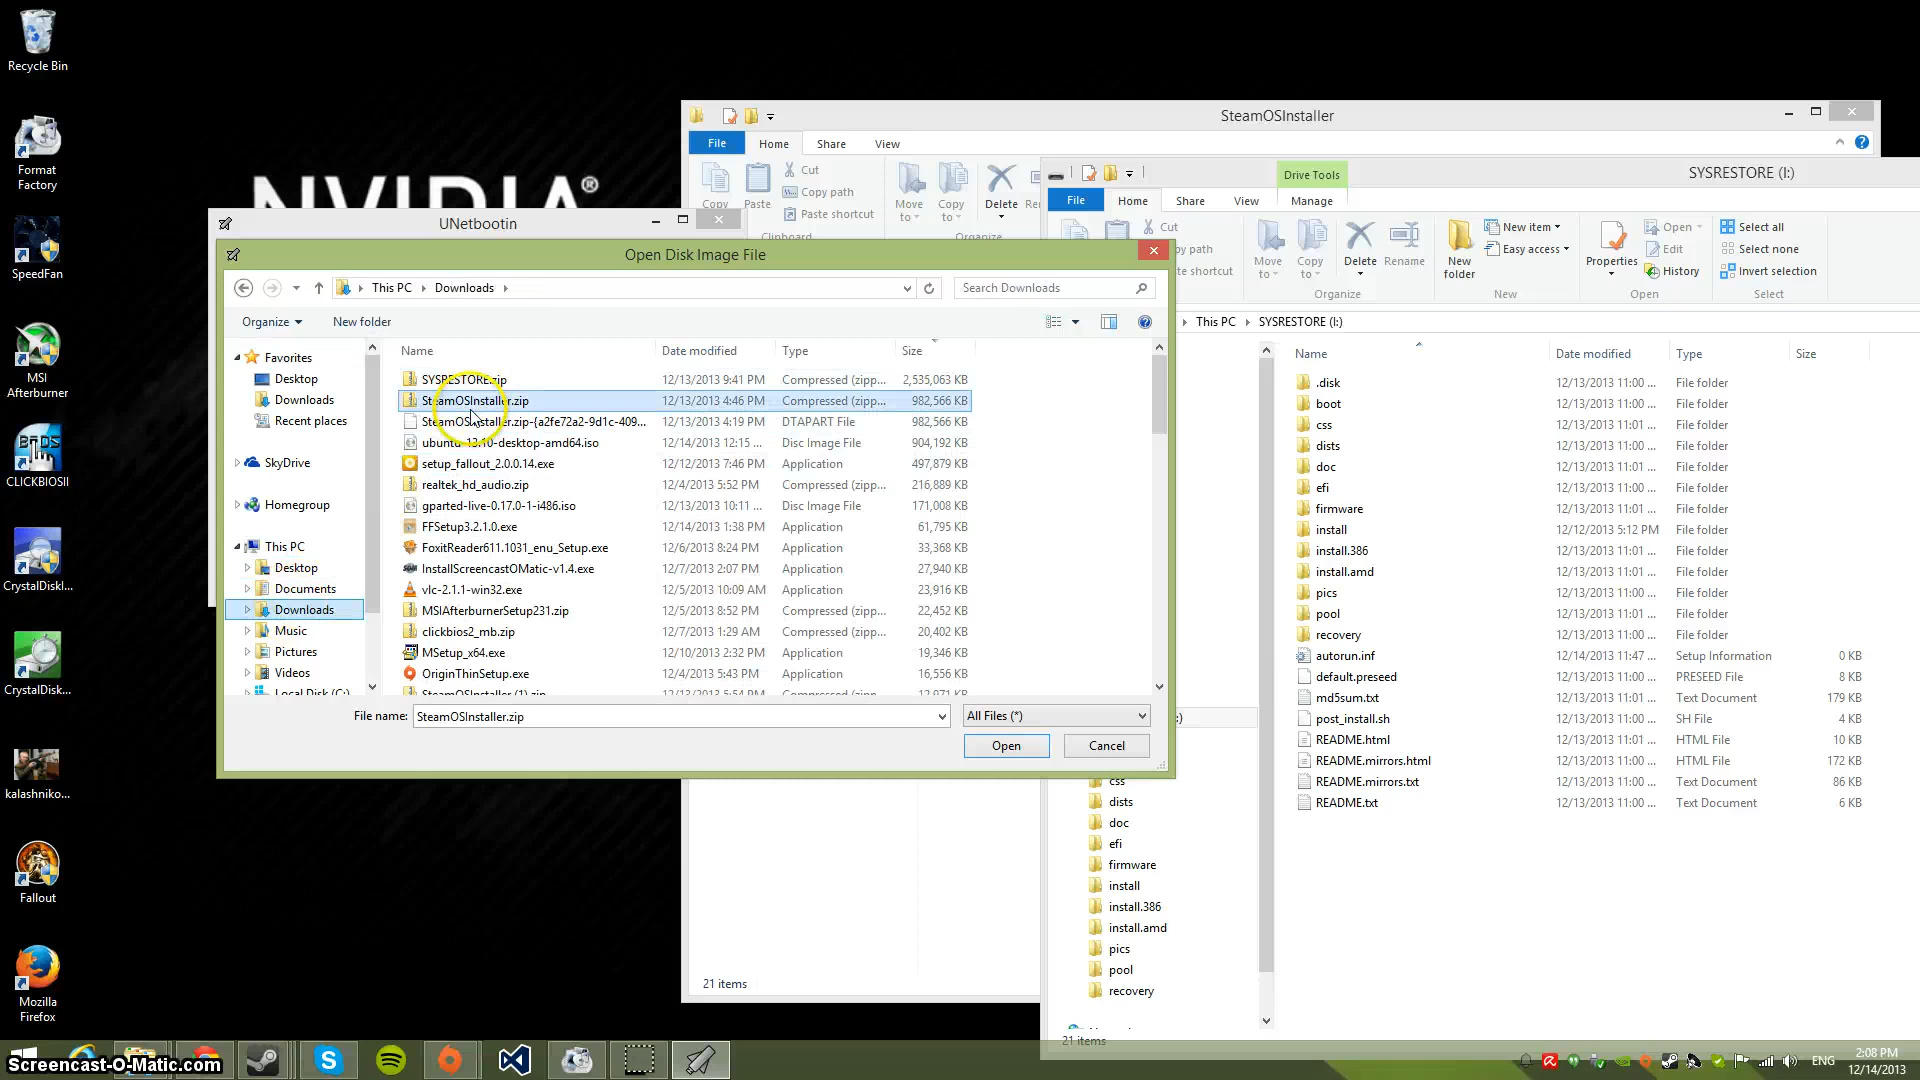 Recycle Bin
Format
Factory
SpeedFan
MSI
Afterburner
CLICKBIOSII
CrystalDiskI...
CrystalDisk...
kalashniko...
Fallout
Mozilla
Firefox
NVIDIA®
SteamOSInstaller
File Home Share View
Copy Paste Cut
Copy path
Paste shortcut
Clipboard
Move
to
Copy
to
Delete
Organize
21 items
SYSRESTORE (I:)
Drive Tools
File Home Share View Manage
Cut
Move
to
Copy
to
Delete Rename
Organize
New
folder
New item
Easy access
New
Properties
Open
Edit
History
Open
Select all
Select none
Invert selection
Select
This PC SYSRESTORE (I:)
Name Date modified Type Size
.disk 12/13/2013 11:00 ... File folder
boot 12/13/2013 11:00 ... File folder
css 12/13/2013 11:00 ... File folder
dists 12/13/2013 11:00 ... File folder
doc 12/13/2013 11:00 ... File folder
efi 12/13/2013 11:00 ... File folder
firmware 12/13/2013 11:00 ... File folder
install 12/12/2013 5:12 PM File folder
install.386 12/13/2013 11:01 ... File folder
install.amd 12/13/2013 11:01 ... File folder
pics 12/13/2013 11:01 ... File folder
pool 12/13/2013 11:01 ... File folder
recovery 12/13/2013 11:01 ... File folder
autorun.inf 12/14/2013 11:47 ... Setup Information 0 KB
default.preseed 12/13/2013 11:00 ... PRESEED File 8 KB
md5sum.txt 12/13/2013 11:01 ... Text Document 179 KB
post_install.sh 12/13/2013 11:01 ... SH File 4 KB
README.html 12/13/2013 11:01 ... HTML File 10 KB
README.mirrors.html 12/13/2013 11:00 ... HTML File 172 KB
README.mirrors.txt 12/13/2013 11:00 ... Text Document 86 KB
README.txt 12/13/2013 11:00 ... Text Document 6 KB
css
dists
doc
efi
firmware
install
install.386
install.amd
pics
pool
recovery
21 items
UNetbootin
Open Disk Image File
This PC Downloads
Search Downloads
Organize New folder
Favorites
Desktop
Downloads
Recent places
SkyDrive
Homegroup
This PC
Desktop
Documents
Downloads
Music
Pictures
Videos
Local Disk (C:)
Name Date modified Type Size
SYSRESTORE.zip 12/13/2013 9:41 PM Compressed (zipp... 2,535,063 KB
SteamOSInstaller.zip 12/13/2013 4:46 PM Compressed (zipp... 982,566 KB
SteamOSInstaller.zip-{a2fe72a2-9d1c-409... 12/13/2013 4:19 PM DTAPART File 982,566 KB
ubuntu-13.10-desktop-amd64.iso 12/14/2013 12:15 ... Disc Image File 904,192 KB
setup_fallout_2.0.0.14.exe 12/12/2013 7:46 PM Application 497,879 KB
realtek_hd_audio.zip 12/4/2013 5:52 PM Compressed (zipp... 216,889 KB
gparted-live-0.17.0-1-i486.iso 12/13/2013 10:11 ... Disc Image File 171,008 KB
FFSetup3.2.1.0.exe 12/14/2013 1:38 PM Application 61,795 KB
FoxitReader611.1031_enu_Setup.exe 12/6/2013 8:24 PM Application 33,368 KB
InstallScreencastOMatic-v1.4.exe 12/7/2013 2:07 PM Application 27,940 KB
vlc-2.1.1-win32.exe 12/5/2013 10:09 AM Application 23,916 KB
MSIAfterburnerSetup231.zip 12/5/2013 8:52 PM Compressed (zipp... 22,452 KB
clickbios2_mb.zip 12/7/2013 1:29 AM Compressed (zipp... 20,402 KB
MSetup_x64.exe 12/10/2013 2:32 PM Application 19,346 KB
OriginThinSetup.exe 12/4/2013 5:43 PM Application 16,556 KB
SteamOSInstaller (1).zip 12/13/2013 5:54 PM Compressed (zipp... 12,971 KB
File name: SteamOSInstaller.zip All Files (*)
Open Cancel
Screencast-O-Matic.com
ENG
2:08 PM
12/14/2013